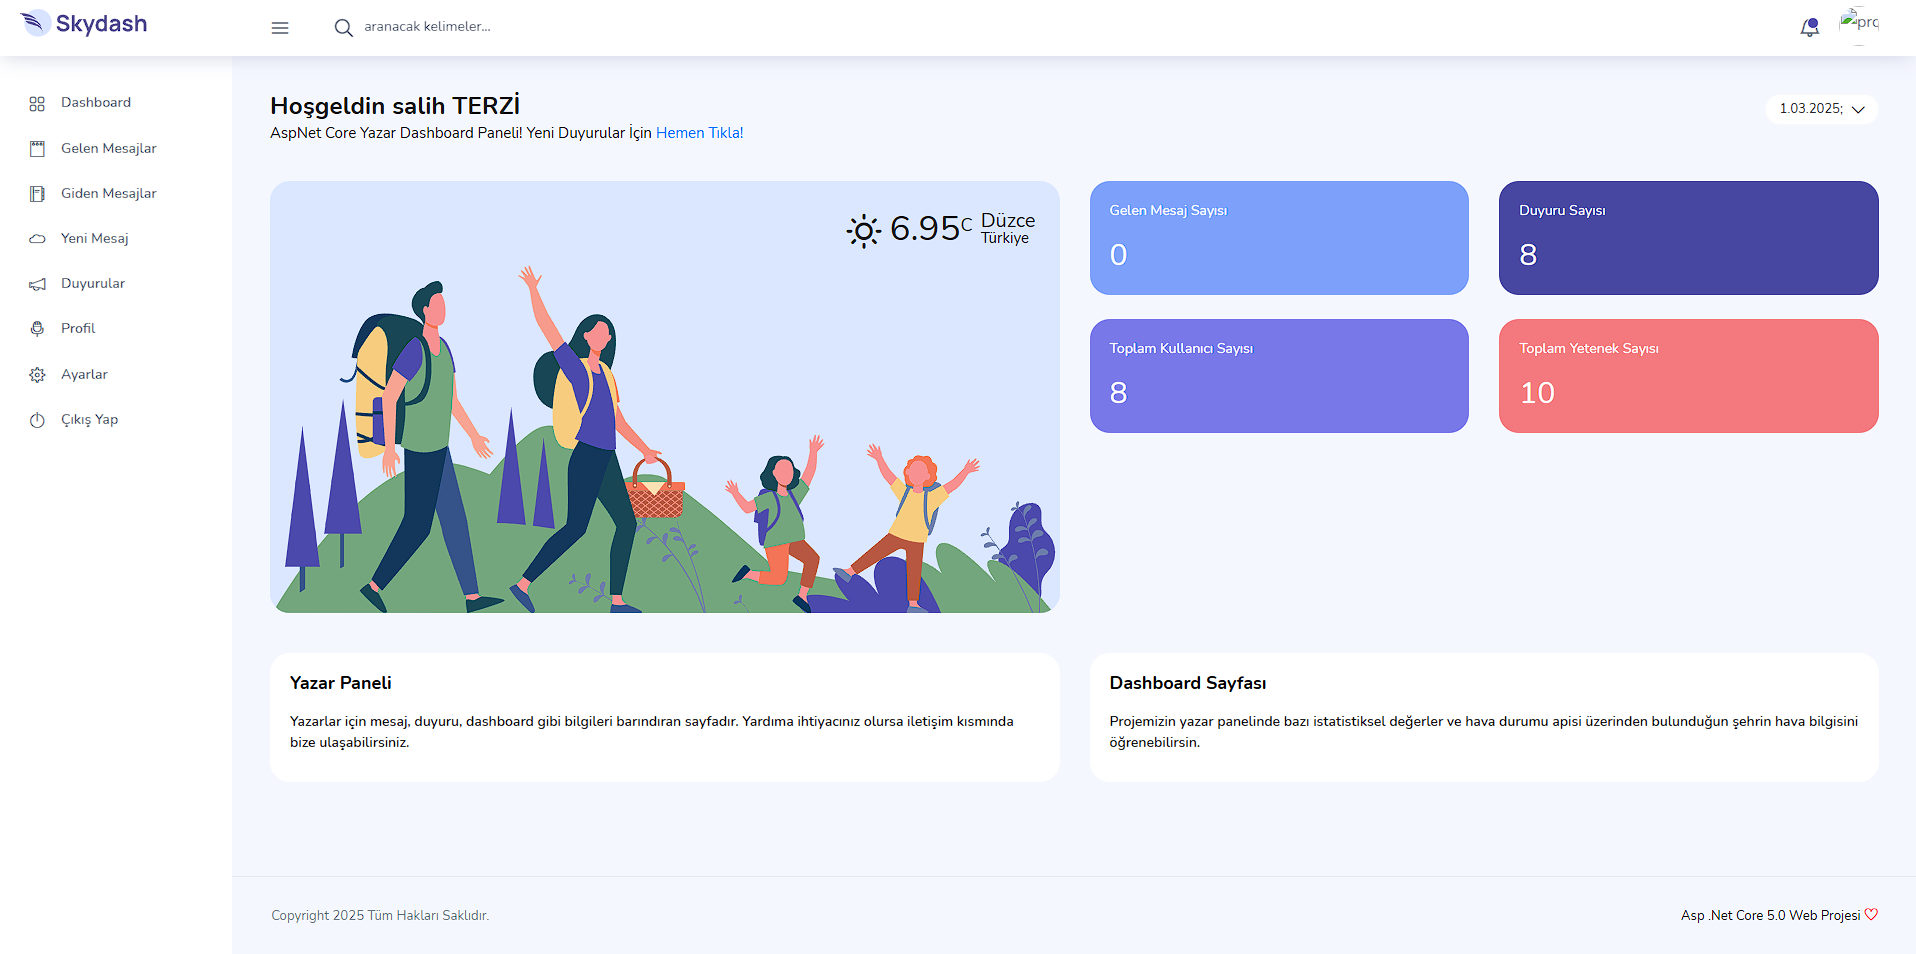 Skydash
aranacak kelimeler...
Dashboard
Gelen Mesajlar
Giden Mesajlar
Yeni Mesaj
Duyurular
Profil
Ayarlar
Çıkış Yap
Hoşgeldin salih TERZİ
AspNet Core Yazar Dashboard Paneli! Yeni Duyurular İçin Hemen Tıkla!
1.03.2025;
6.95C
Düzce
Türkiye
Gelen Mesaj Sayısı
0
Duyuru Sayısı
8
Toplam Kullanıcı Sayısı
8
Toplam Yetenek Sayısı
10
Yazar Paneli
Yazarlar için mesaj, duyuru, dashboard gibi bilgileri barındıran sayfadır. Yardıma ihtiyacınız olursa iletişim kısmında
bize ulaşabilirsiniz.
Dashboard Sayfası
Projemizin yazar panelinde bazı istatistiksel değerler ve hava durumu apisi üzerinden bulunduğun şehrin hava bilgisini
öğrenebilirsin.
Copyright 2025 Tüm Hakları Saklıdır.
Asp .Net Core 5.0 Web Projesi